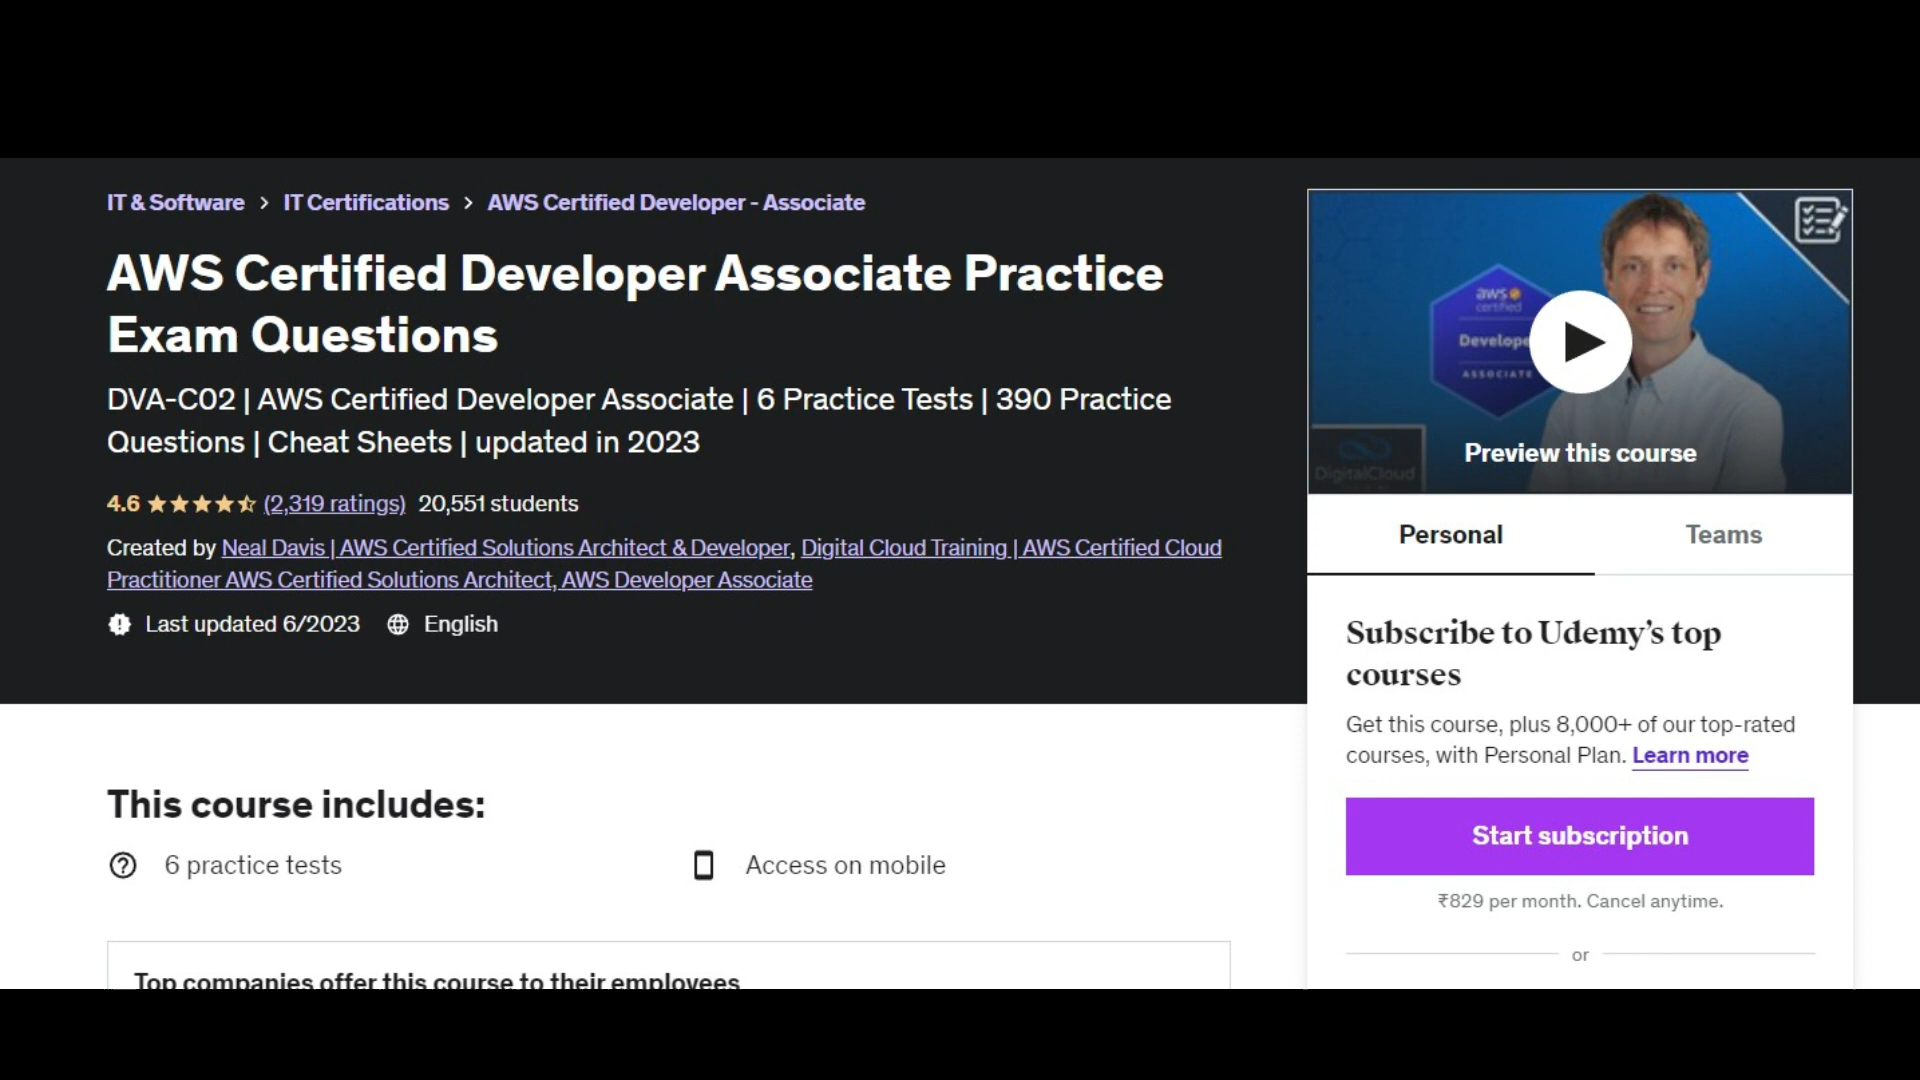 IT & Software > IT Certifications > AWS Certified Developer - Associate
AWS Certified Developer Associate Practice
Exam Questions
DVA-C02 | AWS Certified Developer Associate | 6 Practice Tests | 390 Practice
Questions | Cheat Sheets | updated in 2023
4.6 (2,319 ratings) 20,551 students
Created by Neal Davis | AWS Certified Solutions Architect & Developer, Digital Cloud Training | AWS Certified Cloud
Practitioner AWS Certified Solutions Architect, AWS Developer Associate
Last updated 6/2023 English
This course includes:
6 practice tests
Access on mobile
Top companies offer this course to their employees
aws
certified
Develope
ASSOCIATE
DigitalCloud
Preview this course
Personal
Teams
Subscribe to Udemy's top
courses
Get this course, plus 8,000+ of our top-rated
courses, with Personal Plan. Learn more
Start subscription
₹829 per month. Cancel anytime.
or